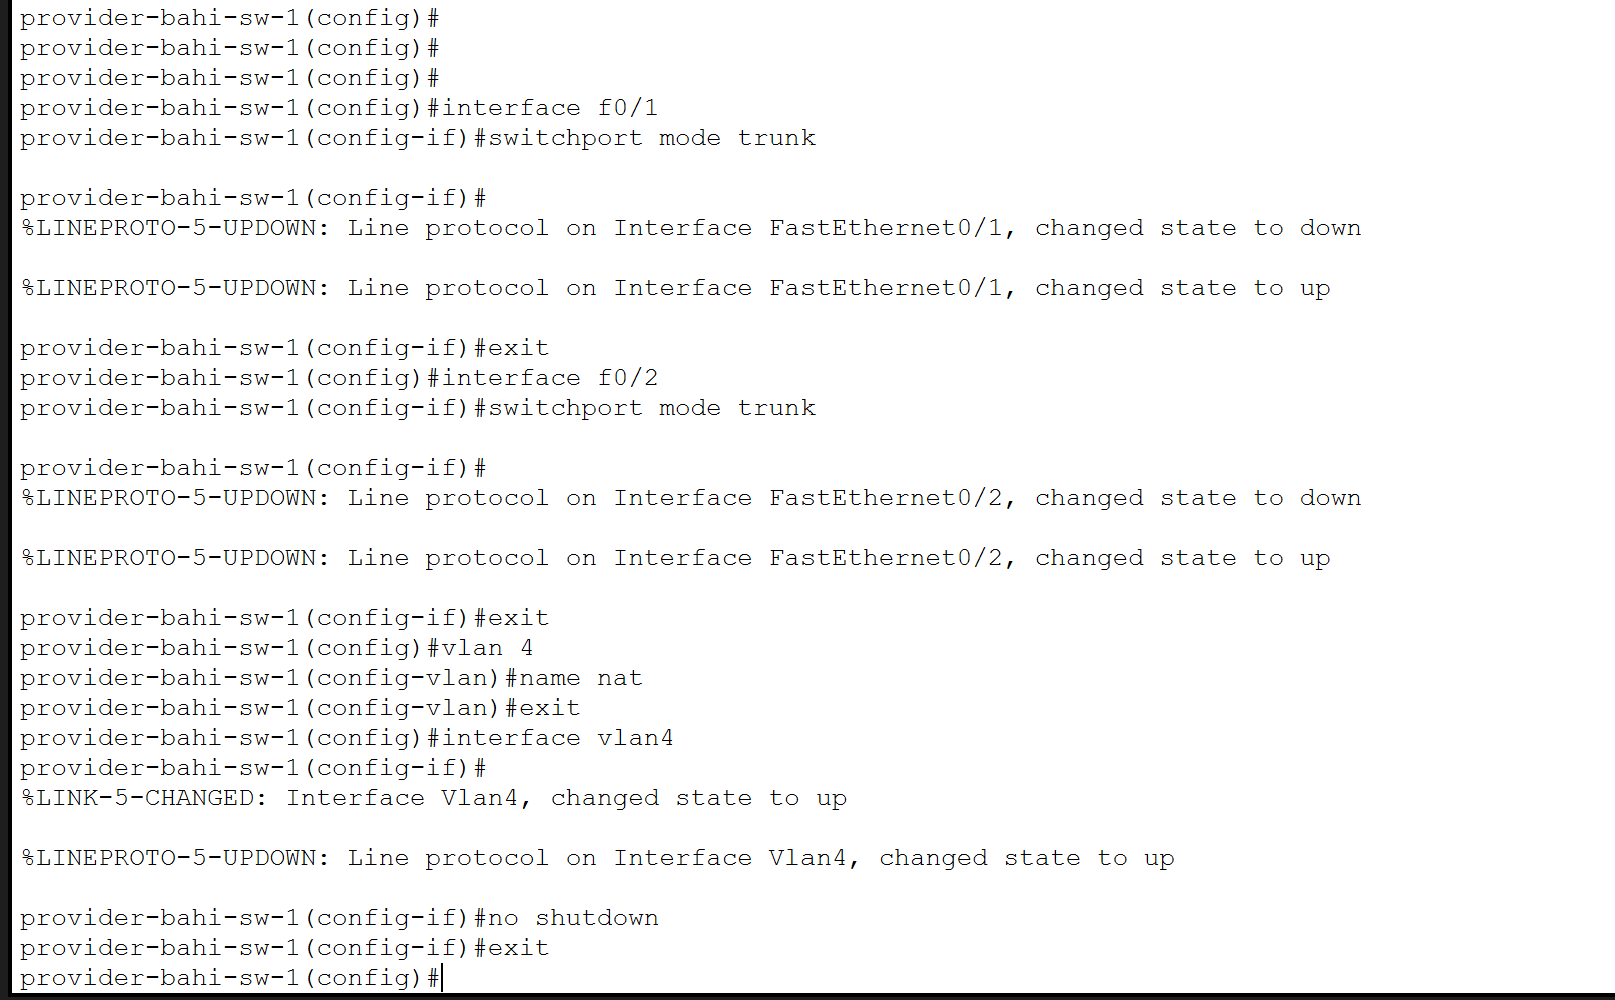 provider-bahi-sw-1(config)#
provider-bahi-sw-1(config)#
provider-bahi-sw-1(config)#
provider-bahi-sw-1(config)#interface f0/1
provider-bahi-sw-1(config-if)#switchport mode trunk
provider-bahi-sw-1(config-if)#
%LINEPROTO-5-UPDOWN: Line protocol on Interface FastEthernet0/1, changed state to down
%LINEPROTO-5-UPDOWN: Line protocol on Interface FastEthernet0/1, changed state to up
provider-bahi-sw-1(config-if)#exit
provider-bahi-sw-1(config)#interface f0/2
provider-bahi-sw-1(config-if)#switchport mode trunk
provider-bahi-sw-1(config-if)#
%LINEPROTO-5-UPDOWN: Line protocol on Interface FastEthernet0/2, changed state to down
%LINEPROTO-5-UPDOWN: Line protocol on Interface FastEthernet0/2, changed state to up
provider-bahi-sw-1(config-if)#exit
provider-bahi-sw-1(config)#vlan 4
provider-bahi-sw-1(config-vlan)#name nat
provider-bahi-sw-1(config-vlan)#exit
provider-bahi-sw-1(config)#interface vlan4
provider-bahi-sw-1(config-if)#
%LINK-5-CHANGED: Interface Vlan4, changed state to up
%LINEPROTO-5-UPDOWN: Line protocol on Interface Vlan4, changed state to up
provider-bahi-sw-1(config-if)#no shutdown
provider-bahi-sw-1(config-if)#exit
provider-bahi-sw-1(config)#